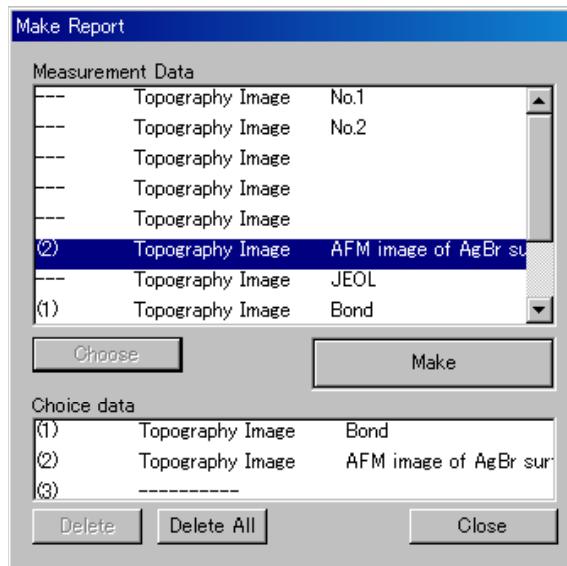 Make Report
Measurement Data
--- Topography Image No.1
--- Topography Image No.2
--- Topography Image
--- Topography Image
--- Topography Image
(2) Topography Image AFM image of AgBr su
--- Topography Image JEOL
(1) Topography Image Bond
Choose
Make
Choice data
(1) Topography Image Bond
(2) Topography Image AFM image of AgBr sur
(3) ----------
Delete
Delete All
Close